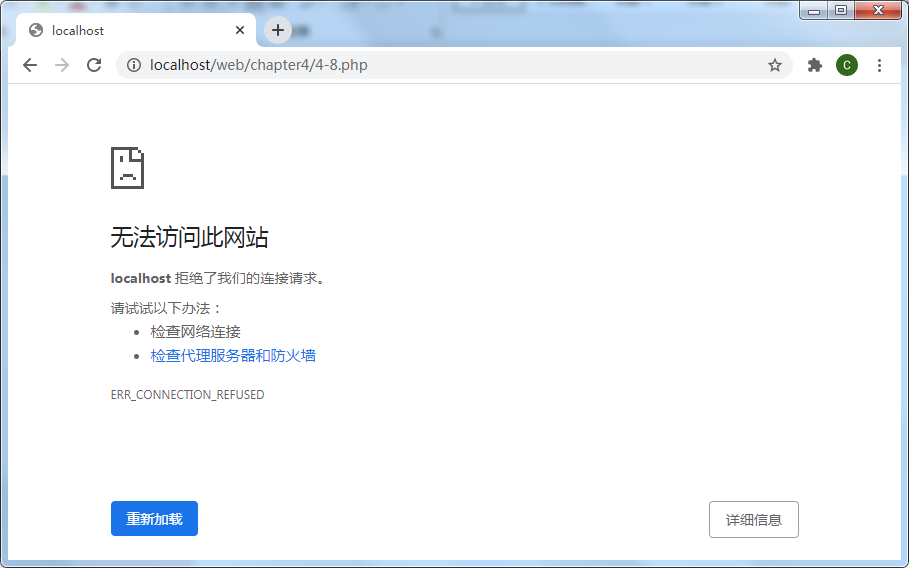 localhost
localhost/web/chapter4/4-8.php
C
无法访问此网站
localhost 拒绝了我们的连接请求。
请试试以下办法：
检查网络连接
检查代理服务器和防火墙
ERR_CONNECTION_REFUSED
重新加载
详细信息